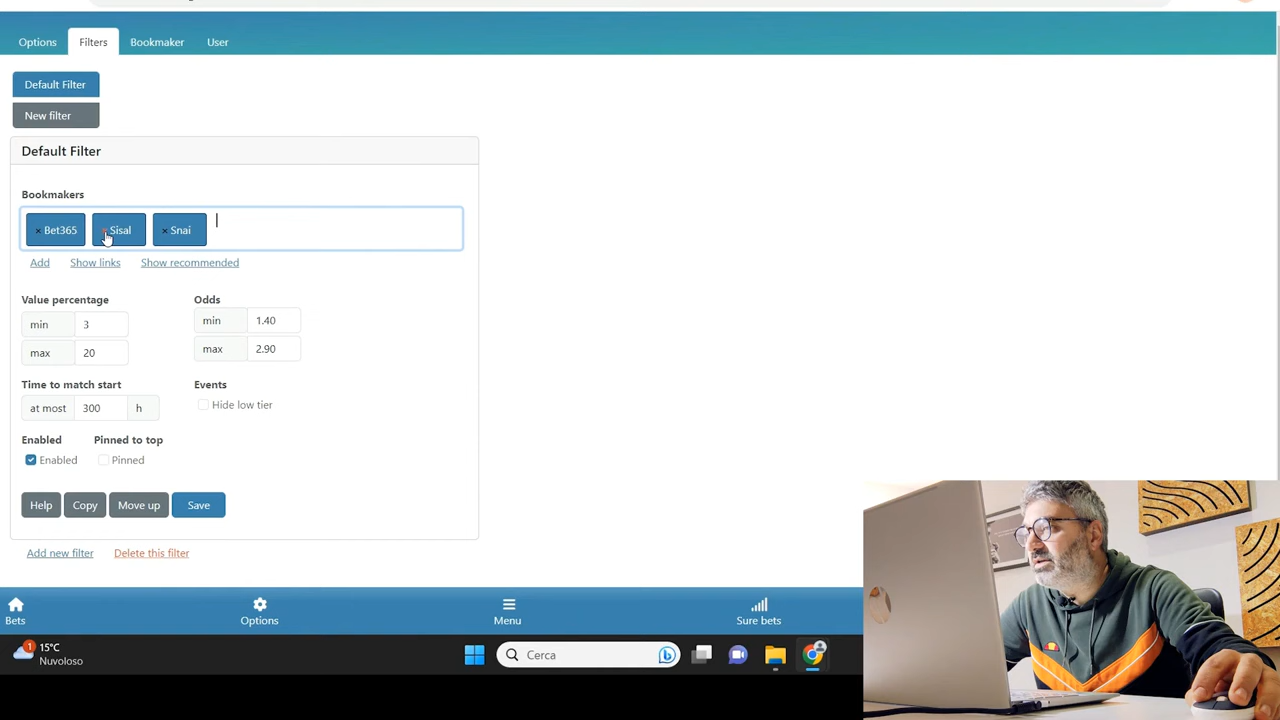 Options Filters Bookmaker User
Default Filter
New filter
Default Filter
Bookmakers
× Bet365 × Sisal × Snai
Add Show links Show recommended
Value percentage Odds
min 3 min 1.40
max 20 max 2.90
Time to match start Events
at most 300 h Hide low tier
Enabled Pinned to top
Enabled Pinned
Help Copy Move up Save
Add new filter Delete this filter
Bets Options Menu Sure bets
1 15°C
Nuvoloso
Cerca